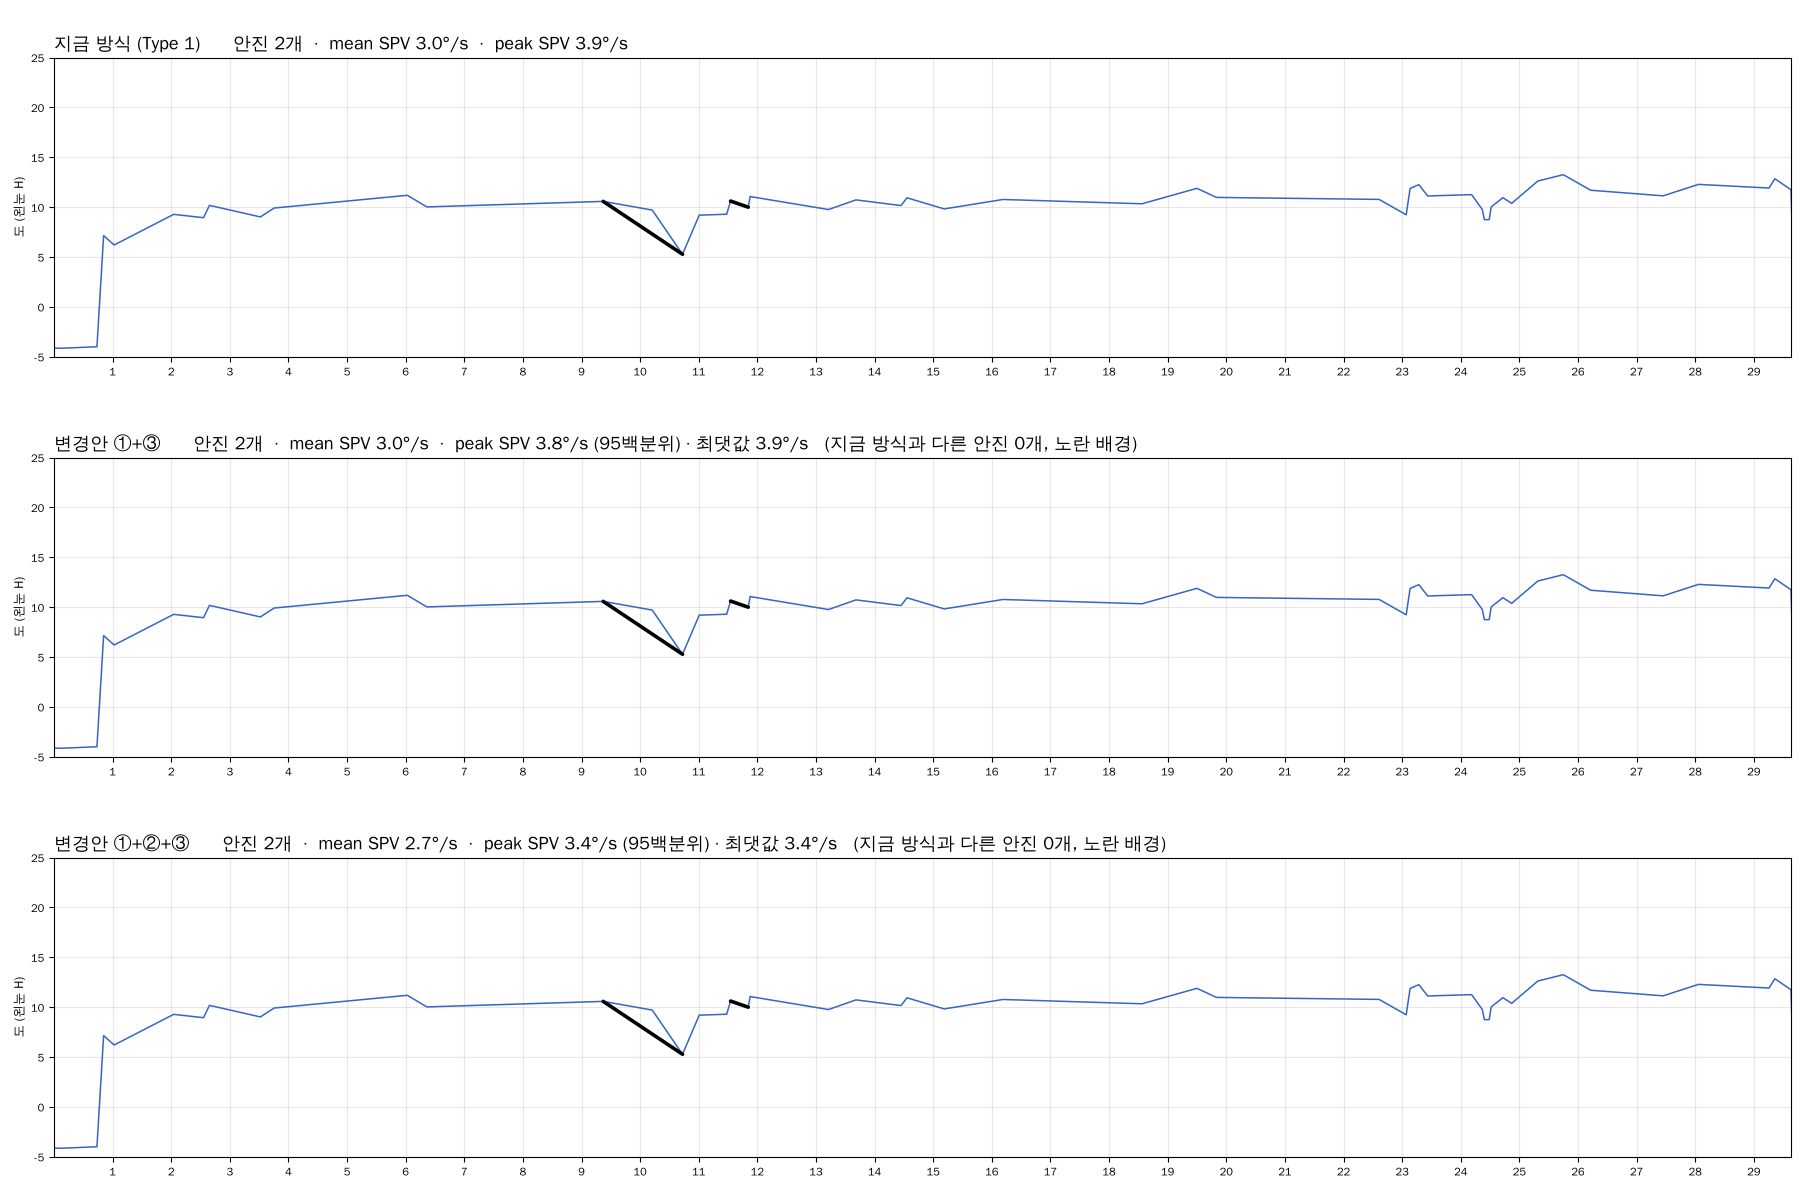 지금 방식 (Type 1) 안진 2개 · mean SPV 3.0°/s · peak SPV 3.9°/s
25
20
15
10
5
0
-5
도 (왼눈 H)
1 2 3 4 5 6 7 8 9 10 11 12 13 14 15 16 17 18 19 20 21 22 23 24 25 26 27 28 29
변경안 ①+③ 안진 2개 · mean SPV 3.0°/s · peak SPV 3.8°/s (95백분위) · 최댓값 3.9°/s (지금 방식과 다른 안진 0개, 노란 배경)
25
20
15
10
5
0
-5
도 (왼눈 H)
1 2 3 4 5 6 7 8 9 10 11 12 13 14 15 16 17 18 19 20 21 22 23 24 25 26 27 28 29
변경안 ①+②+③ 안진 2개 · mean SPV 2.7°/s · peak SPV 3.4°/s (95백분위) · 최댓값 3.4°/s (지금 방식과 다른 안진 0개, 노란 배경)
25
20
15
10
5
0
-5
도 (왼눈 H)
1 2 3 4 5 6 7 8 9 10 11 12 13 14 15 16 17 18 19 20 21 22 23 24 25 26 27 28 29